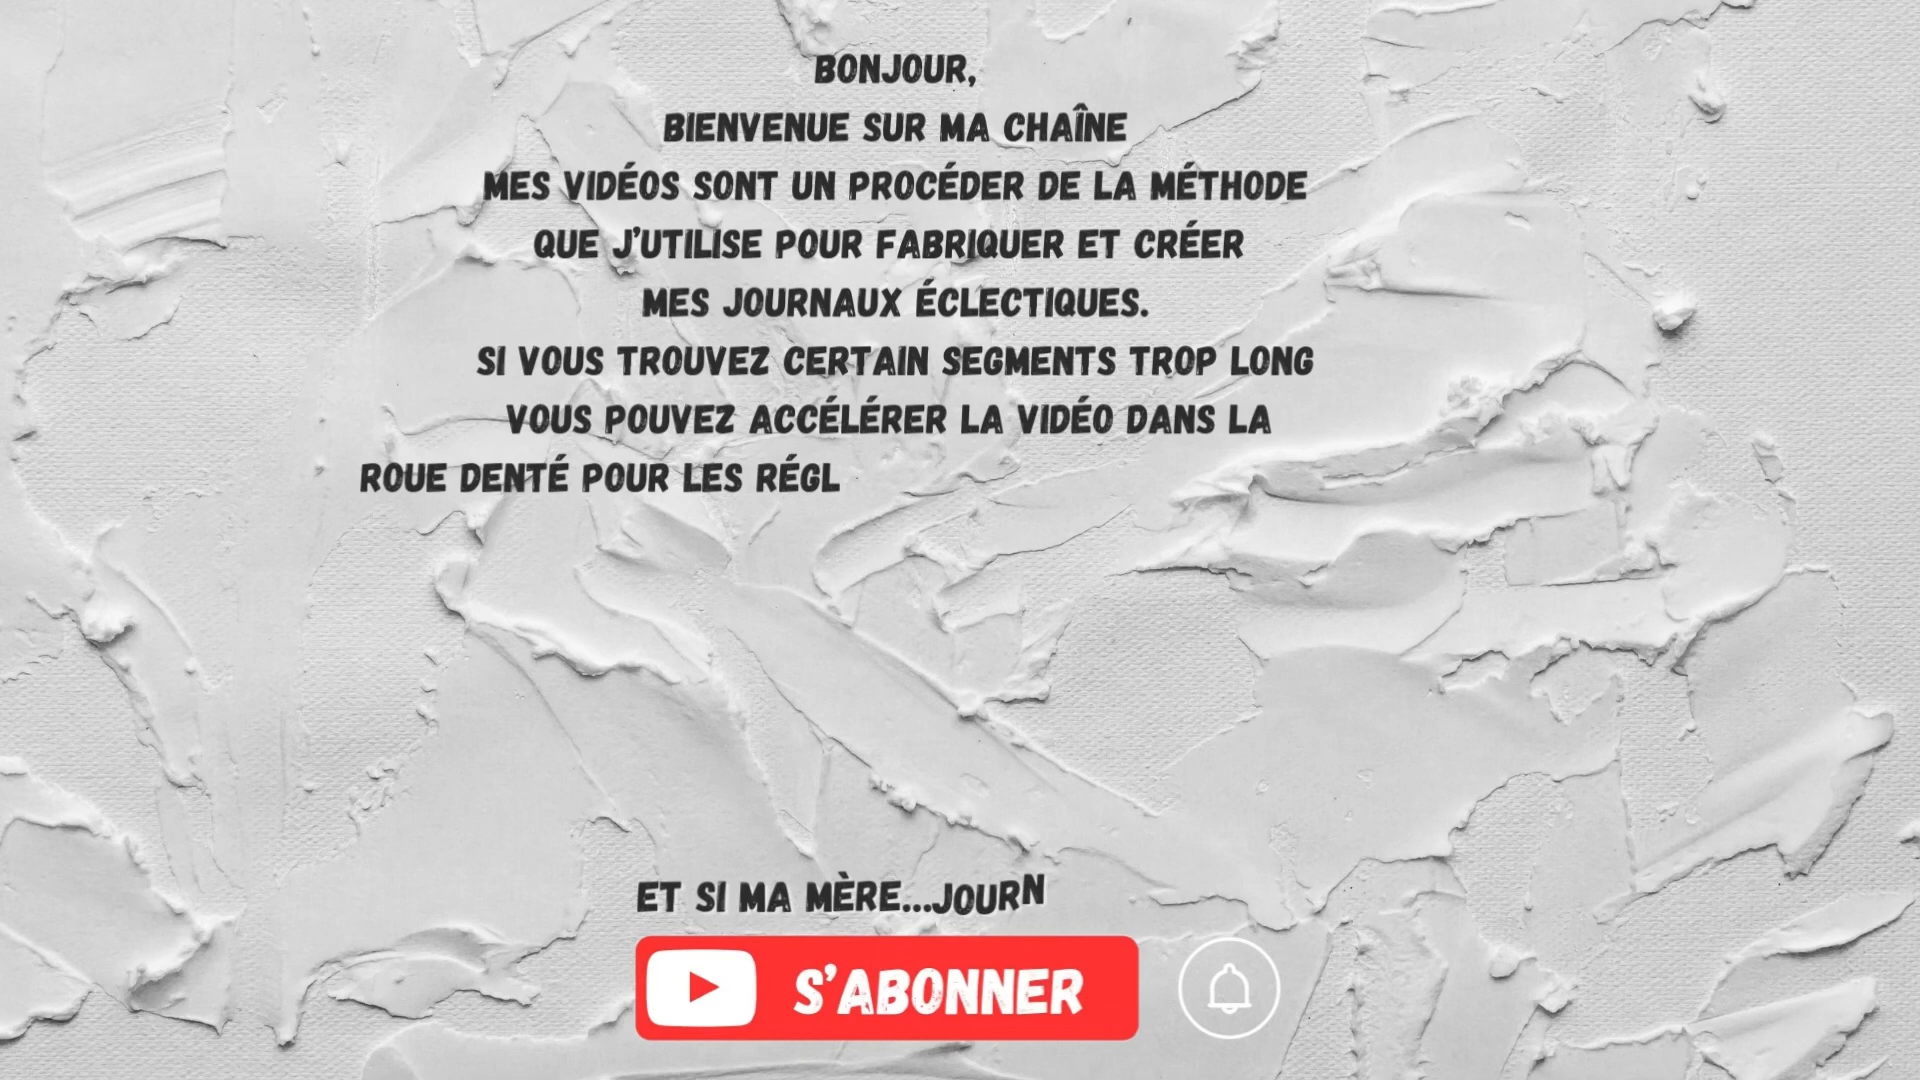 BONJOUR,
BIENVENUE SUR MA CHAÎNE
MES VIDÉOS SONT UN PROCÉDER DE LA MÉTHODE
QUE J'UTILISE POUR FABRIQUER ET CRÉER
MES JOURNAUX ÉCLECTIQUES.
SI VOUS TROUVEZ CERTAIN SEGMENTS TROP LONG
VOUS POUVEZ ACCÉLÉRER LA VIDÉO DANS LA
ROUE DENTÉ POUR LES RÉGL
ET SI MA MÈRE...JOURN
S'ABONNER